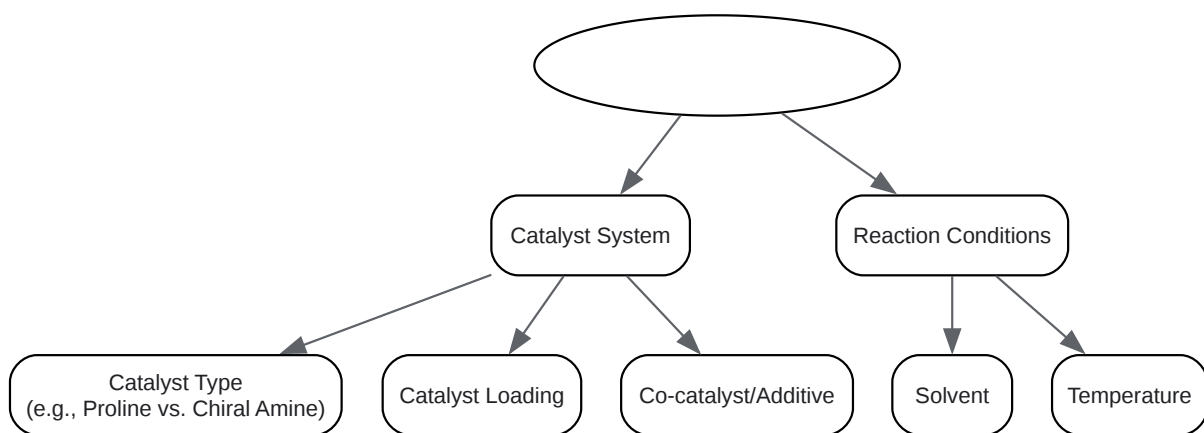 Catalyst System
Reaction Conditions
Catalyst Type
(e.g., Proline vs. Chiral Amine)
Catalyst Loading
Co-catalyst/Additive
Solvent
Temperature